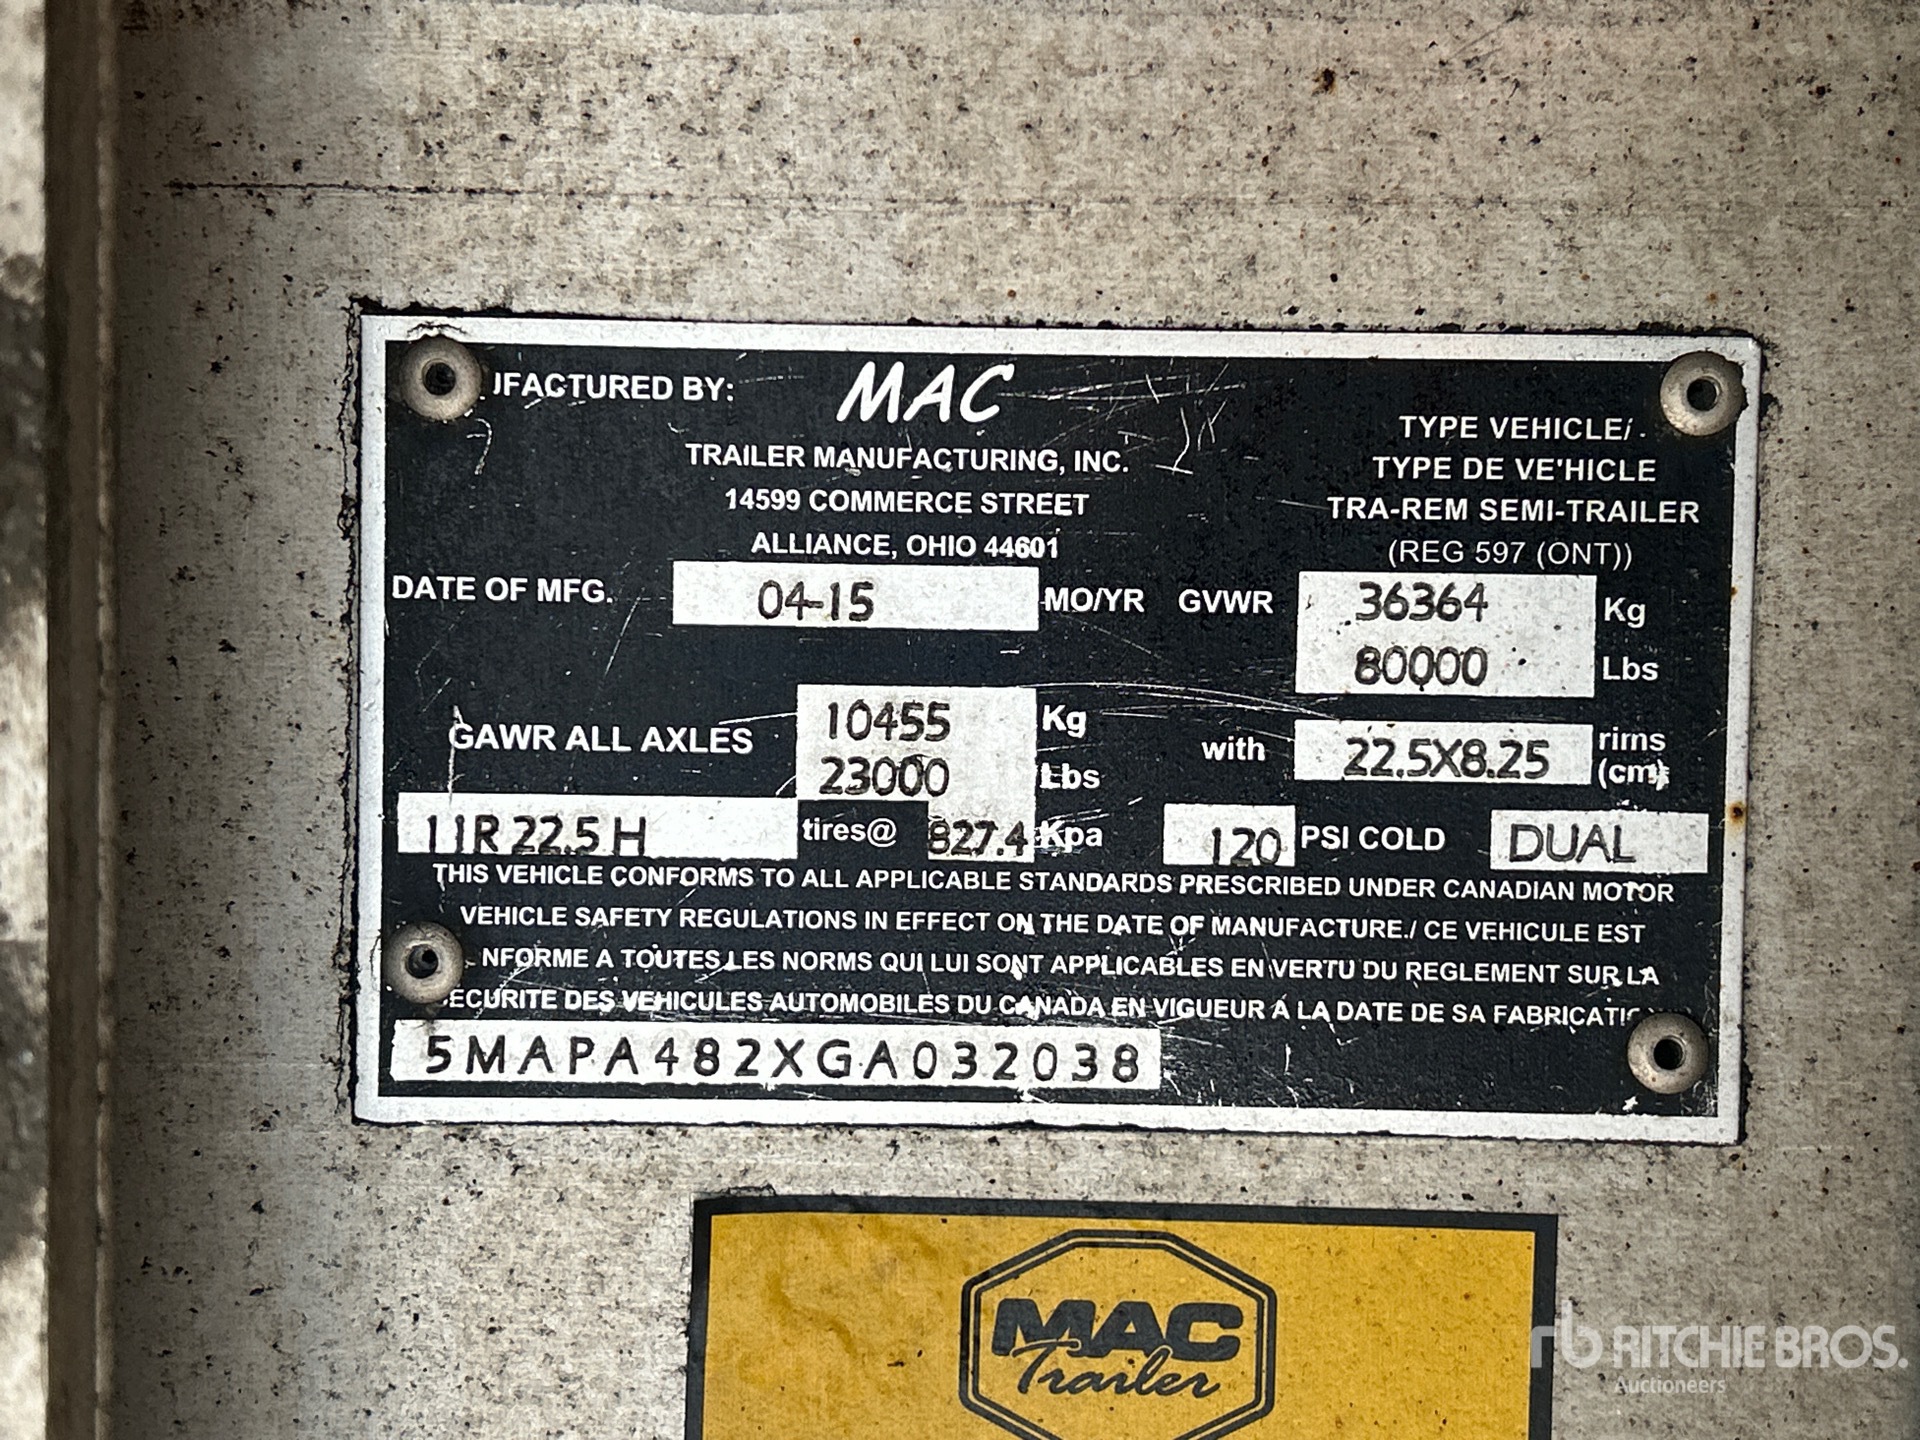 UFACTURED BY: MAC
TRAILER MANUFACTURING, INC.
14599 COMMERCE STREET
ALLIANCE, OHIO 44601
TYPE VEHICLE/
TYPE DE VE'HICLE
TRA-REM SEMI-TRAILER
(REG 597 (ONT))
DATE OF MFG. 04-15 MO/YR GVWR 36364 Kg
80000 Lbs
GAWR ALL AXLES 10455 Kg
23000 Lbs
with 22.5X8.25 rims
(cm)
11R 22.5 H tires@ 827.4 Kpa 120 PSI COLD DUAL
THIS VEHICLE CONFORMS TO ALL APPLICABLE STANDARDS PRESCRIBED UNDER CANADIAN MOTOR
VEHICLE SAFETY REGULATIONS IN EFFECT ON THE DATE OF MANUFACTURE./ CE VEHICULE EST
NFORME A TOUTES LES NORMS QUI LUI SONT APPLICABLES EN VERTU DU REGLEMENT SUR LA
ECURITE DES VEHICULES AUTOMOBILES DU CANADA EN VIGUEUR A LA DATE DE SA FABRICATIO
5MAPA482XGA032038
MAC
Trailer
rb RITCHIE BROS.
Auctioneers